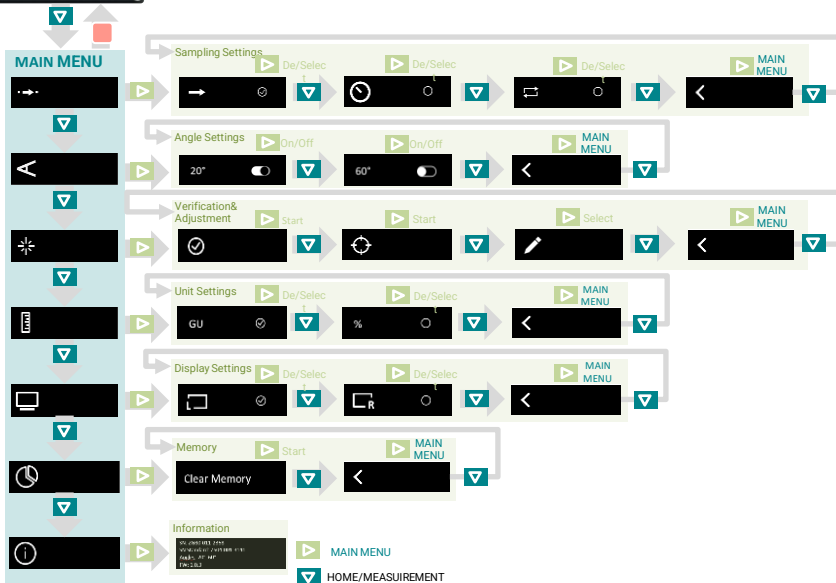 MAIN MENU
Sampling Settings
De/Selec
t
De/Selec
t
De/Selec
t
MAIN
MENU
Angle Settings
On/Off
On/Off
MAIN
MENU
20°
60°
Verification&
Adjustment
Start
Start
Select
MAIN
MENU
Unit Settings
De/Selec
t
De/Selec
t
MAIN
MENU
GU
%
Display Settings
De/Selec
t
De/Selec
t
MAIN
MENU
R
Memory
Start
MAIN
MENU
Clear Memory
Information
MAIN MENU
HOME/MEASUIREMENT